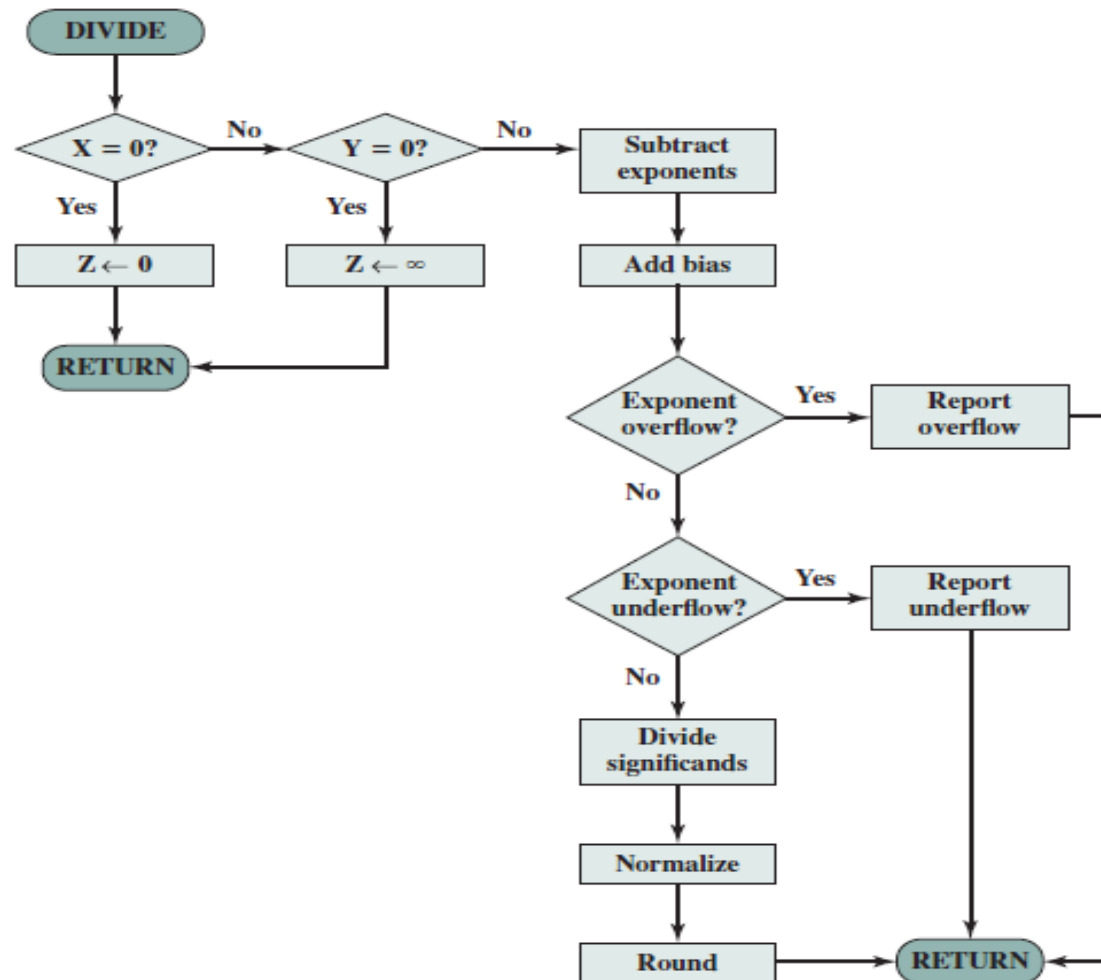 DIVIDE
X = 0?
No
Y = 0?
No
Subtract
exponents
Yes
Yes
Z ← 0
Z ← ∞
Add bias
RETURN
Exponent
overflow?
Yes
Report
overflow
No
Exponent
underflow?
Yes
Report
underflow
No
Divide
significands
Normalize
Round
RETURN